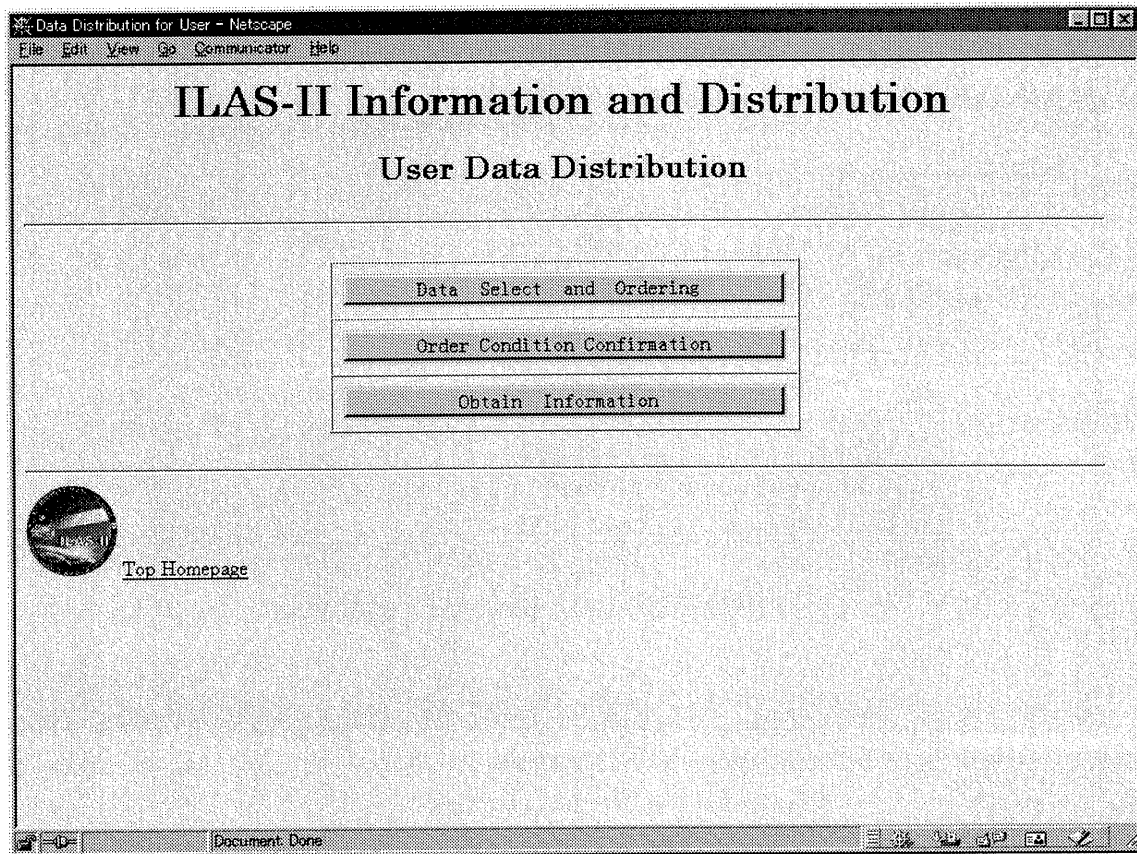 Data Distribution for User - Netscape
File Edit View Go Communicator Help
ILAS-II Information and Distribution
User Data Distribution
Data Select and Ordering
Order Condition Confirmation
Obtain Information
ILAS-II
Top Homepage
Document: Done